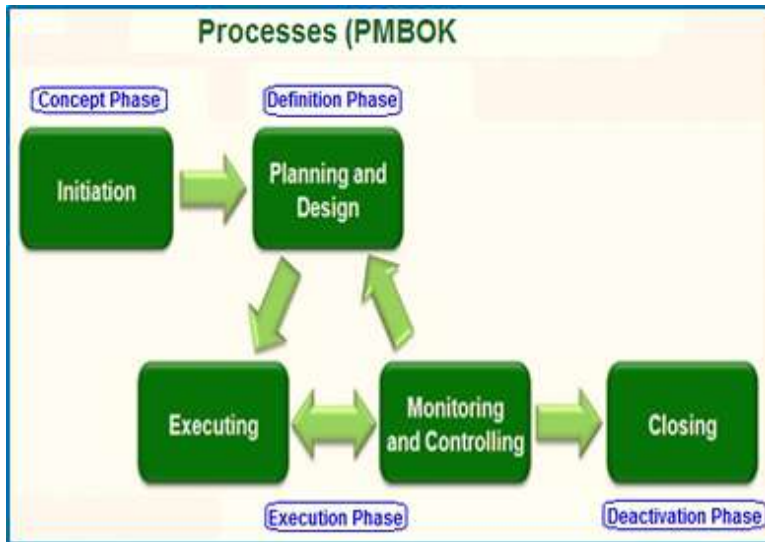 Processes (PMBOK
Concept Phase
Definition Phase
Initiation
Planning and
Design
Executing
Monitoring
and Controlling
Closing
Execution Phase
Deactivation Phase